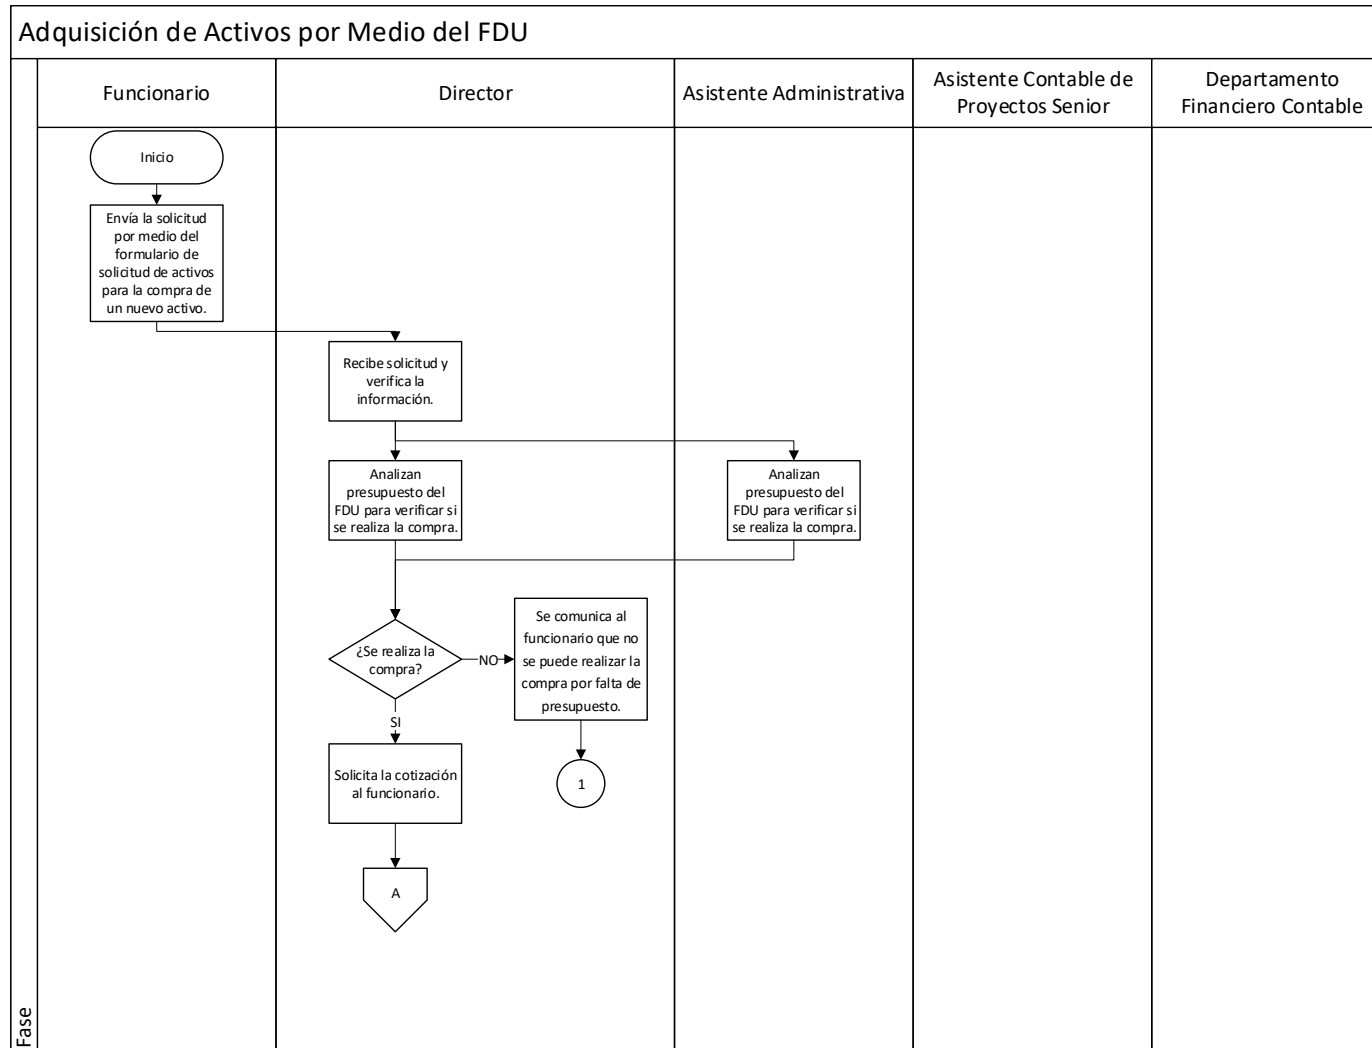 Adquisición de Activos por Medio del FDU
Funcionario
Director
Asistente Administrativa
Asistente Contable de
Proyectos Senior
Departamento
Financiero Contable
Inicio
Envía la solicitud
por medio del
formulario de
solicitud de activos
para la compra de
un nuevo activo.
Recibe solicitud y
verifica la
información.
Analizan
presupuesto del
FDU para verificar si
se realiza la compra.
Analizan
presupuesto del
FDU para verificar si
se realiza la compra.
¿Se realiza la
compra?
NO
Se comunica al
funcionario que no
se puede realizar la
compra por falta de
presupuesto.
SI
Solicita la cotización
al funcionario.
1
A
Fase